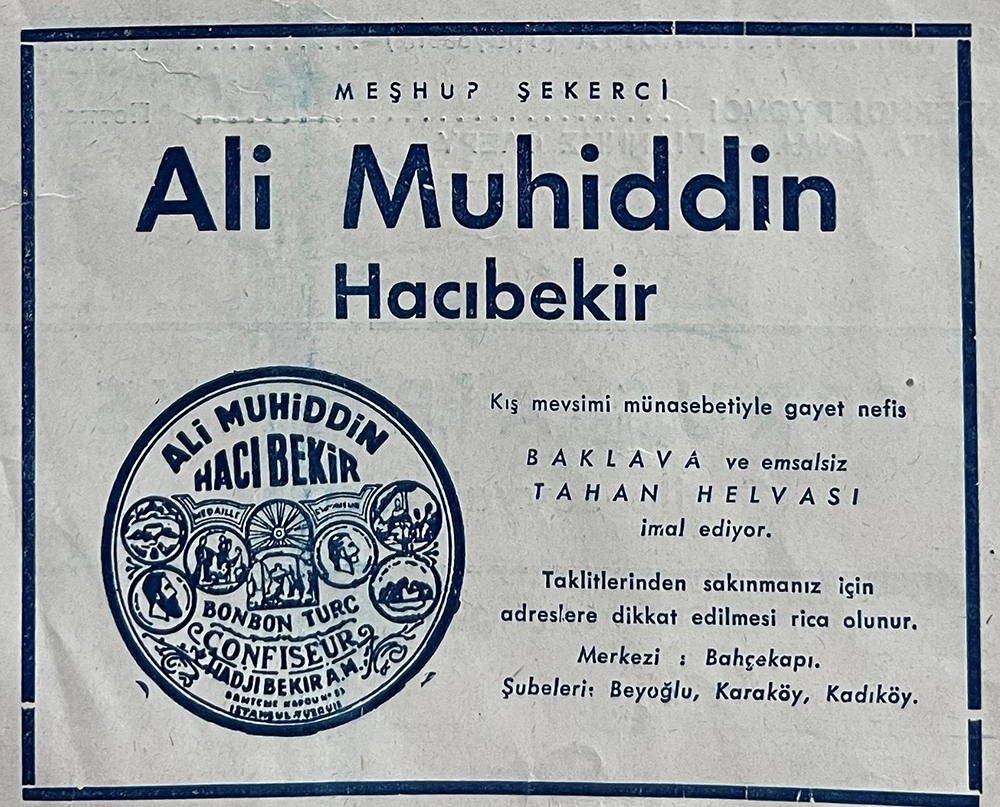 MEŞHUR ŞEKERCİ
Ali Muhiddin
Hacıbekir
ALİ MUHİDDİN
HACI BEKİR
MEDAILLE
BONBON TURC
CONFISEUR
HADJI BEKIR A.M.
Kış mevsimi münasebetiyle gayet nefis
BAKLAVA ve emsalsiz
TAHAN HELVASI
imal ediyor.
Taklitlerinden sakınmanız için
adreslere dikkat edilmesi rica olunur.
Merkezi : Bahçekapı.
Şubeleri: Beyoğlu, Karaköy, Kadıköy.